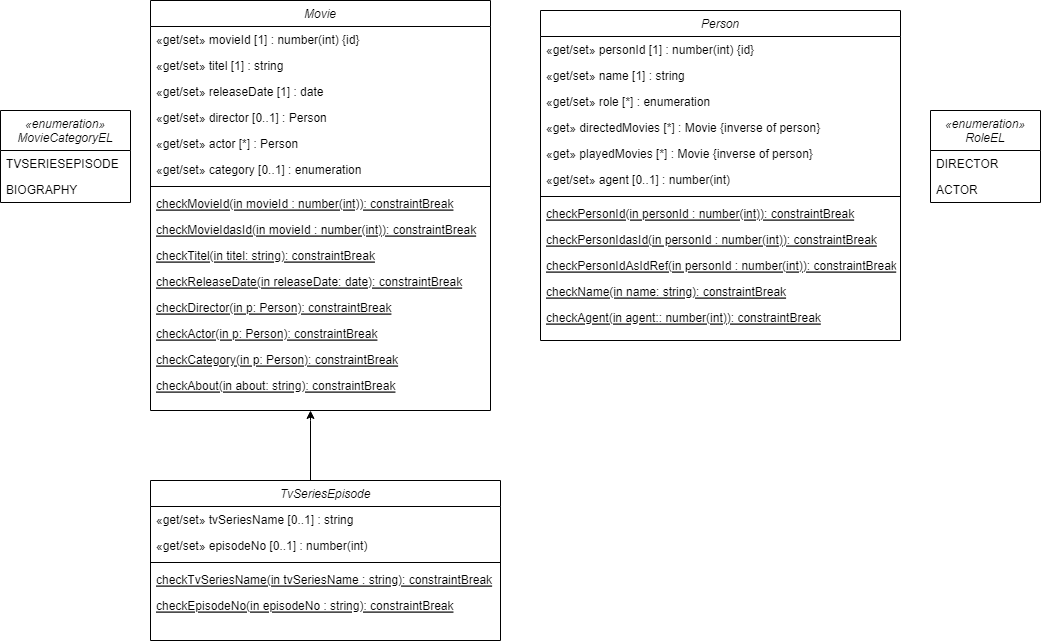 Movie
«get/set» movieId [1] : number(int) {id}
«get/set» titel [1] : string
«get/set» releaseDate [1] : date
«get/set» director [0..1] : Person
«get/set» actor [*] : Person
«get/set» category [0..1] : enumeration
checkMovieId(in movieId : number(int)): constraintBreak
checkMovieIdasId(in movieId : number(int)): constraintBreak
checkTitel(in titel: string): constraintBreak
checkReleaseDate(in releaseDate: date): constraintBreak
checkDirector(in p: Person): constraintBreak
checkActor(in p: Person): constraintBreak
checkCategory(in p: Person): constraintBreak
checkAbout(in about: string): constraintBreak
Person
«get/set» personId [1] : number(int) {id}
«get/set» name [1] : string
«get/set» role [*] : enumeration
«get» directedMovies [*] : Movie {inverse of person}
«get» playedMovies [*] : Movie {inverse of person}
«get/set» agent [0..1] : number(int)
checkPersonId(in personId : number(int)): constraintBreak
checkPersonIdasId(in personId : number(int)): constraintBreak
checkPersonIdAsIdRef(in personId : number(int)): constraintBreak
checkName(in name: string): constraintBreak
checkAgent(in agent:: number(int)): constraintBreak
«enumeration»
MovieCategoryEL
TVSERIESEPISODE
BIOGRAPHY
«enumeration»
RoleEL
DIRECTOR
ACTOR
TvSeriesEpisode
«get/set» tvSeriesName [0..1] : string
«get/set» episodeNo [0..1] : number(int)
checkTvSeriesName(in tvSeriesName : string): constraintBreak
checkEpisodeNo(in episodeNo : string): constraintBreak